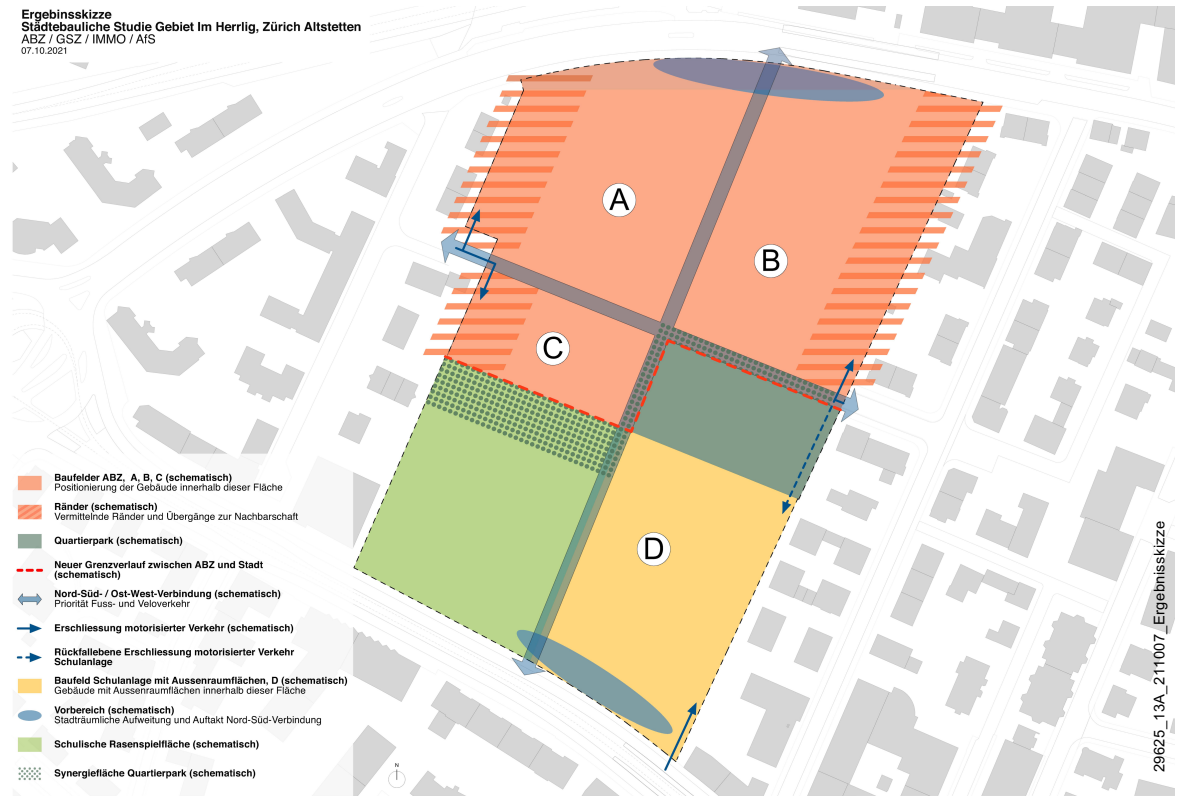 Ergebinsskizze
Städtebauliche Studie Gebiet Im Herrlig, Zürich Altstetten
ABZ / GSZ / IMMO / AfS
07.10.2021
A
B
C
D
Baufelder ABZ,  A, B, C (schematisch)
Positionierung der Gebäude innerhalb dieser Fläche
Ränder (schematisch)
Vermittelnde Ränder und Übergänge zur Nachbarschaft
Quartierpark (schematisch)
Neuer Grenzverlauf zwischen ABZ und Stadt
(schematisch)
Nord-Süd- / Ost-West-Verbindung (schematisch)
Priorität Fuss- und Veloverkehr
Erschliessung motorisierter Verkehr (schematisch)
Rückfallebene Erschliessung motorisierter Verkehr
Schulanlage
Baufeld Schulanlage mit Aussenraumflächen, D (schematisch)
Gebäude mit Aussenraumflächen innerhalb dieser Fläche
Vorbereich (schematisch)
Stadträumliche Aufweitung und Auftakt Nord-Süd-Verbindung
Schulische Rasenspielfläche (schematisch)
Synergiefläche Quartierpark (schematisch)
N
29625_13A_211007_Ergebnisskizze